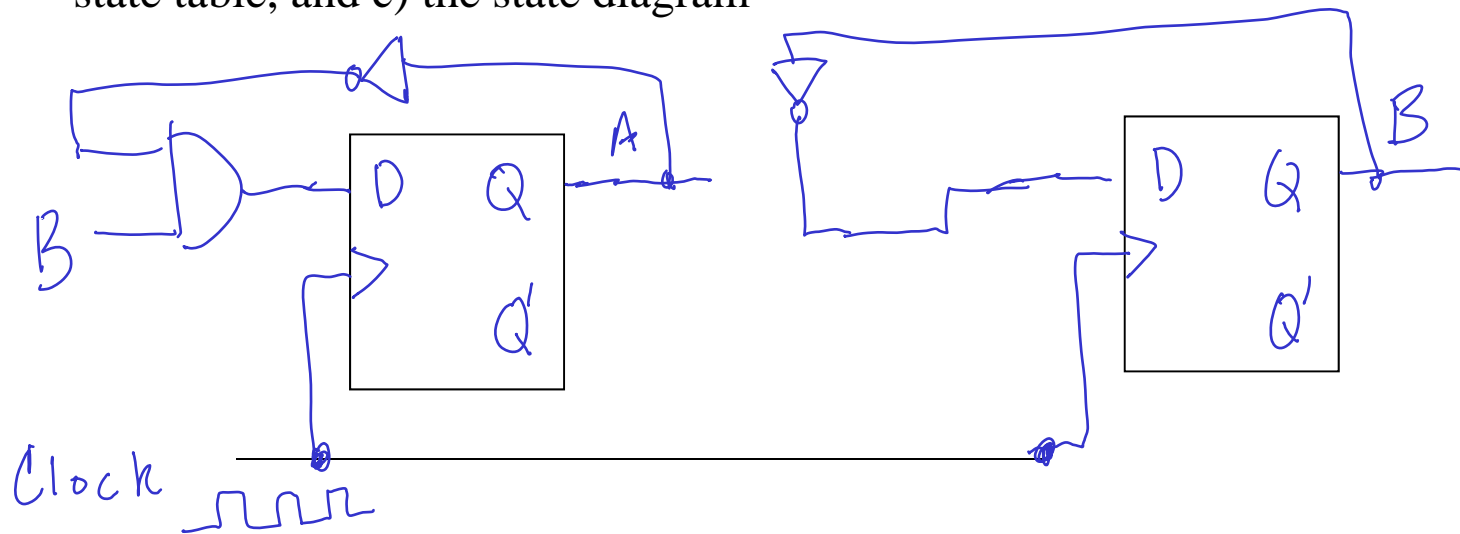 state table, and c) the state diagram
A
B
D Q
D Q
B
Q'
Q'
Clock